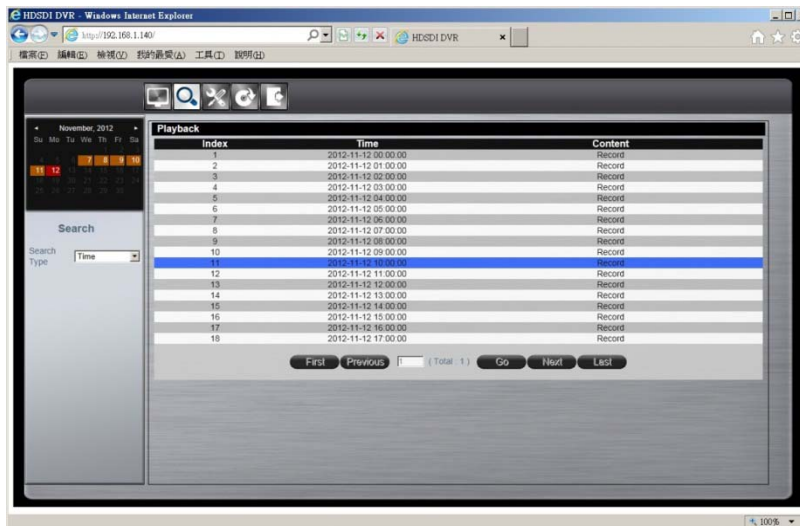 HDSDI DVR - Windows Internet Explorer
http://192.168.1.140/
HDSDI DVR
檔案(F) 編輯(E) 檢視(V) 我的最愛(A) 工具(T) 說明(H)
November, 2012
Su Mo Tu We Th Fr Sa
7 8 9 10
11 12
Search
Search Type
Time
Playback
Index Time Content
1 2012-11-12 00:00:00 Record
2 2012-11-12 01:00:00 Record
3 2012-11-12 02:00:00 Record
4 2012-11-12 03:00:00 Record
5 2012-11-12 04:00:00 Record
6 2012-11-12 05:00:00 Record
7 2012-11-12 06:00:00 Record
8 2012-11-12 07:00:00 Record
9 2012-11-12 08:00:00 Record
10 2012-11-12 09:00:00 Record
11 2012-11-12 10:00:00 Record
12 2012-11-12 11:00:00 Record
13 2012-11-12 12:00:00 Record
14 2012-11-12 13:00:00 Record
15 2012-11-12 14:00:00 Record
16 2012-11-12 15:00:00 Record
17 2012-11-12 16:00:00 Record
18 2012-11-12 17:00:00 Record
First Previous 1 ( Total : 1 ) Go Next Last
100%